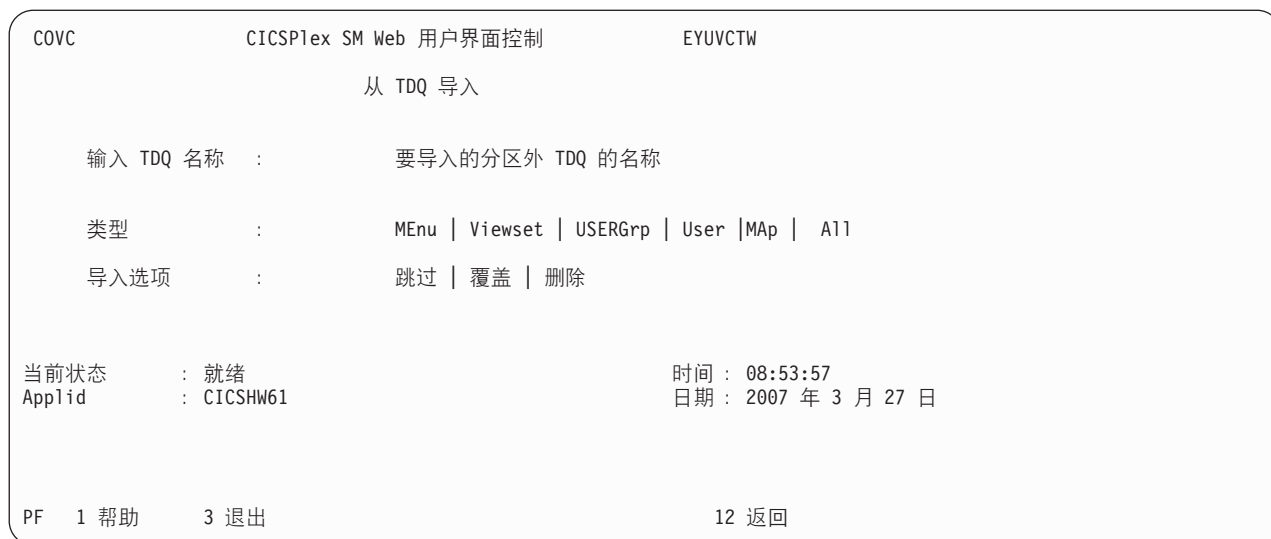 COVC CICSPlex SM Web 用户界面控制 EYUVCTW
从 TDQ 导入
输入 TDQ 名称 : 要导入的分区外 TDQ 的名称
类型 : MEnu | Viewset | USERGrp | User |MAp | All
导入选项 : 跳过 | 覆盖 | 删除
当前状态 : 就绪 时间 : 08:53:57
Applid : CICSHW61 日期 : 2007 年 3 月 27 日
PF 1 帮助 3 退出 12 返回